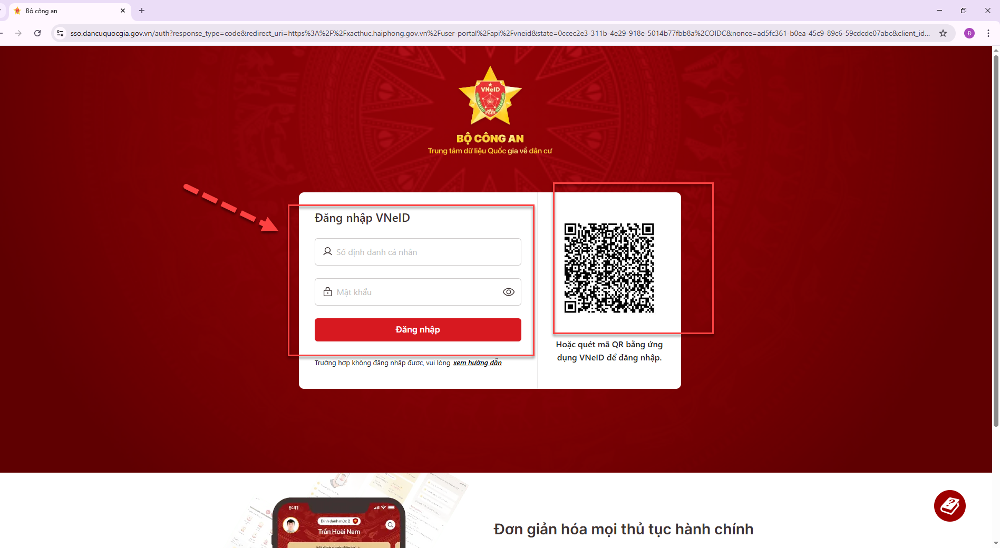 Bộ công an
sso.dancuquocgia.gov.vn/auth?response_type=code&redirect_uri=https%3A%2F%2Fxacthuc.haiphong.gov.vn%2Fuser-portal%2Fapi%2Fvneid&state=0ccec2e3-311b-4e29-918e-5014b77fbb8a%2COIDC&nonce=ad5fc361-b0ea-45c9-89c6-59cdcde07abc&client_id...
Đ
VNeID
BỘ CÔNG AN
Trung tâm dữ liệu Quốc gia về dân cư
Đăng nhập VNeID
Số định danh cá nhân
Mật khẩu
Đăng nhập
Trường hợp không đăng nhập được, vui lòng xem hướng dẫn
Hoặc quét mã QR bằng ứng
dụng VNeID để đăng nhập.
9:41
Định danh mức 2
Trần Hoài Nam
Mã định danh điện tử
Đơn giản hóa mọi thủ tục hành chính